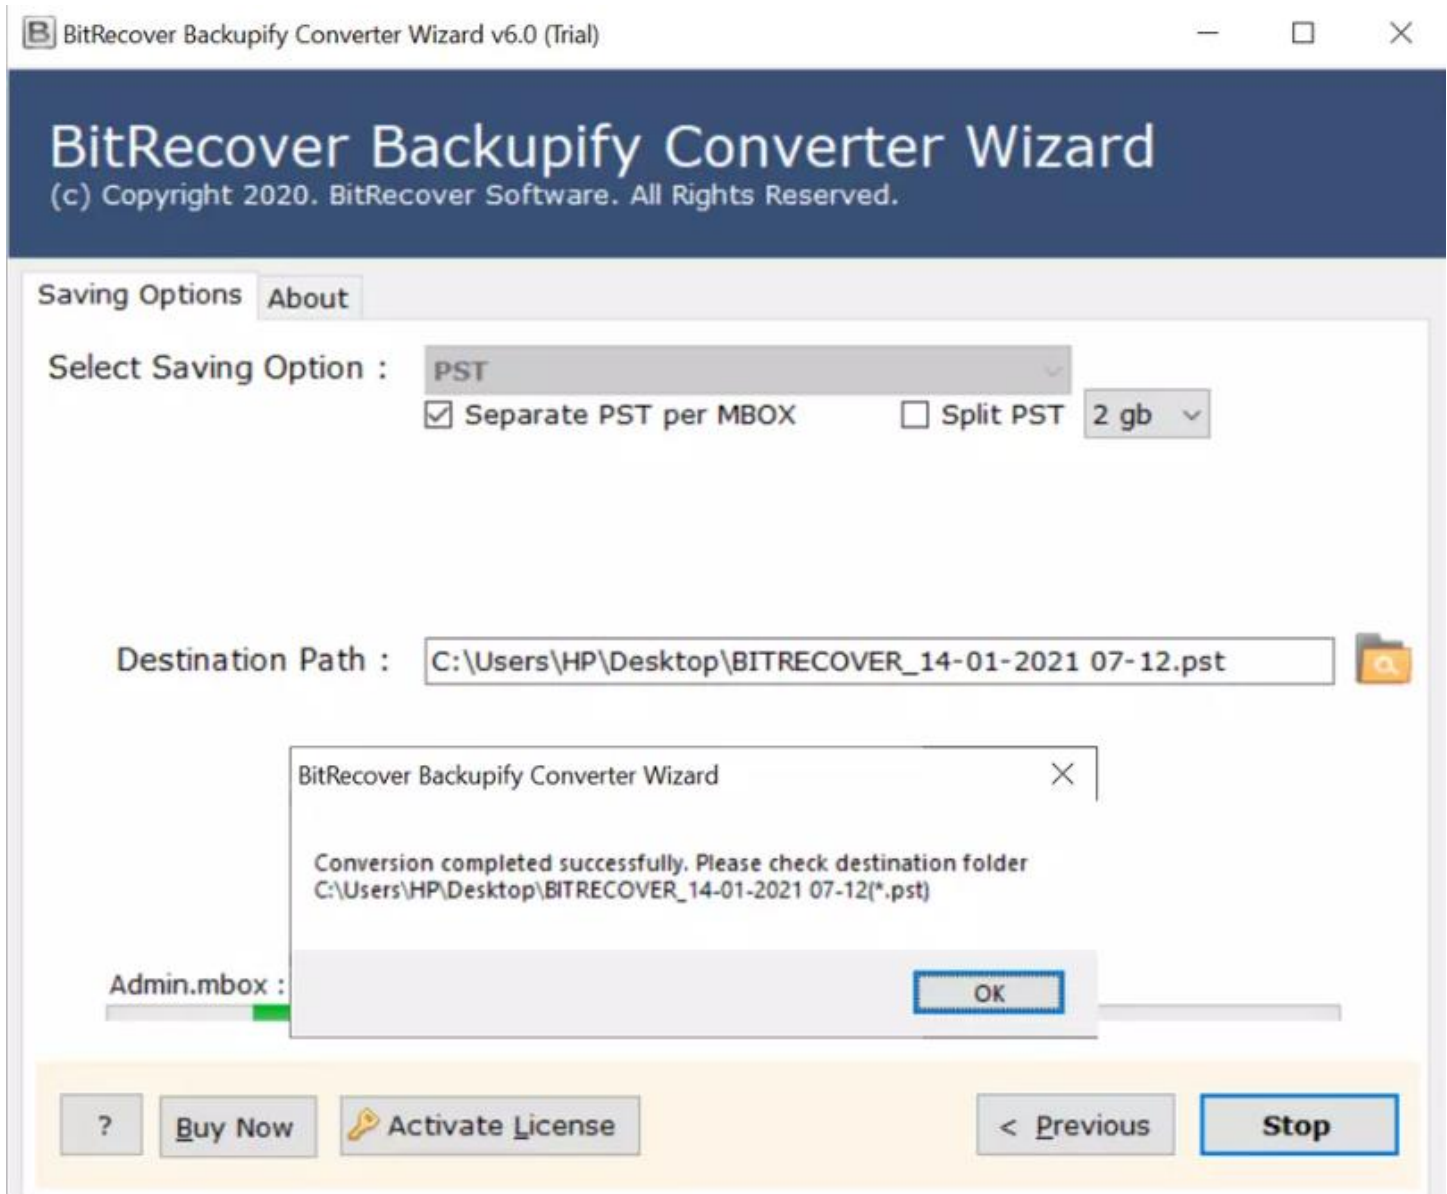 BitRecover Backupify Converter Wizard v6.0 (Trial)
BitRecover Backupify Converter Wizard
(c) Copyright 2020. BitRecover Software. All Rights Reserved.
Saving Options About
Select Saving Option : PST
Separate PST per MBOX Split PST 2 gb
Destination Path : C:\Users\HP\Desktop\BITRECOVER_14-01-2021 07-12.pst
BitRecover Backupify Converter Wizard
Conversion completed successfully. Please check destination folder
C:\Users\HP\Desktop\BITRECOVER_14-01-2021 07-12(*.pst)
Admin.mbox :
OK
? Buy Now Activate License < Previous Stop